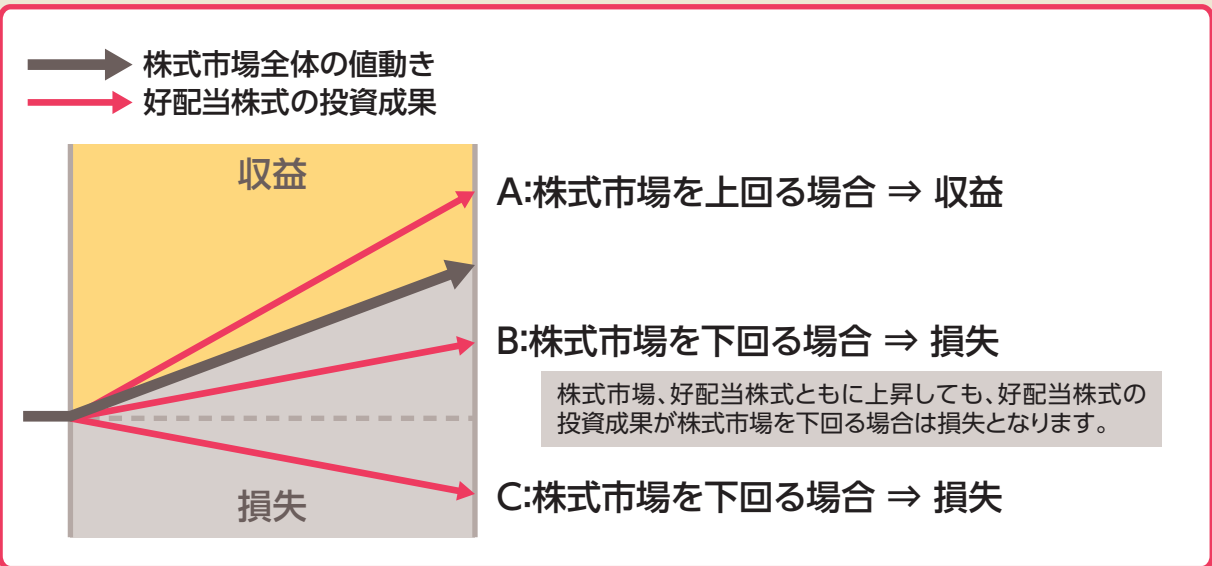 株式市場全体の値動き
好配当株式の投資成果
収益
A:株式市場を上回る場合 ⇒ 収益
B:株式市場を下回る場合 ⇒ 損失
株式市場、好配当株式ともに上昇しても、好配当株式の
投資成果が株式市場を下回る場合は損失となります。
C:株式市場を下回る場合 ⇒ 損失
損失